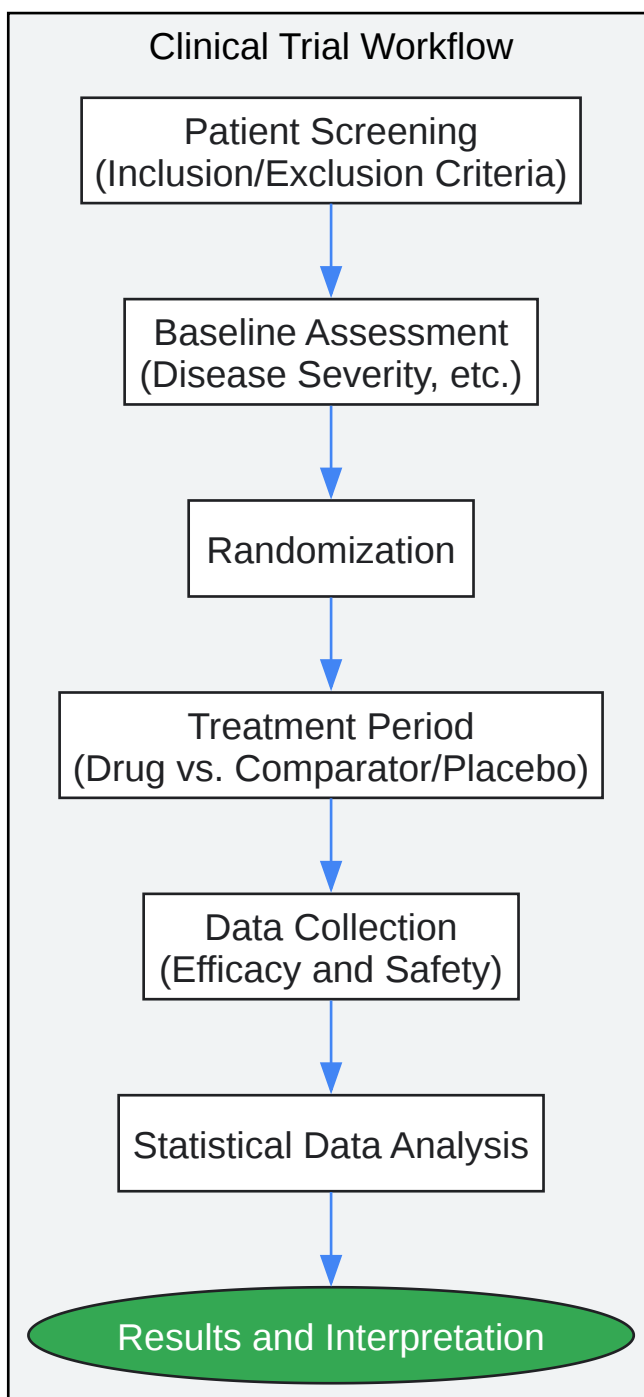 Clinical Trial Workflow
Patient Screening
(Inclusion/Exclusion Criteria)
Baseline Assessment
(Disease Severity, etc.)
Randomization
Treatment Period
(Drug vs. Comparator/Placebo)
Data Collection
(Efficacy and Safety)
Statistical Data Analysis
Results and Interpretation